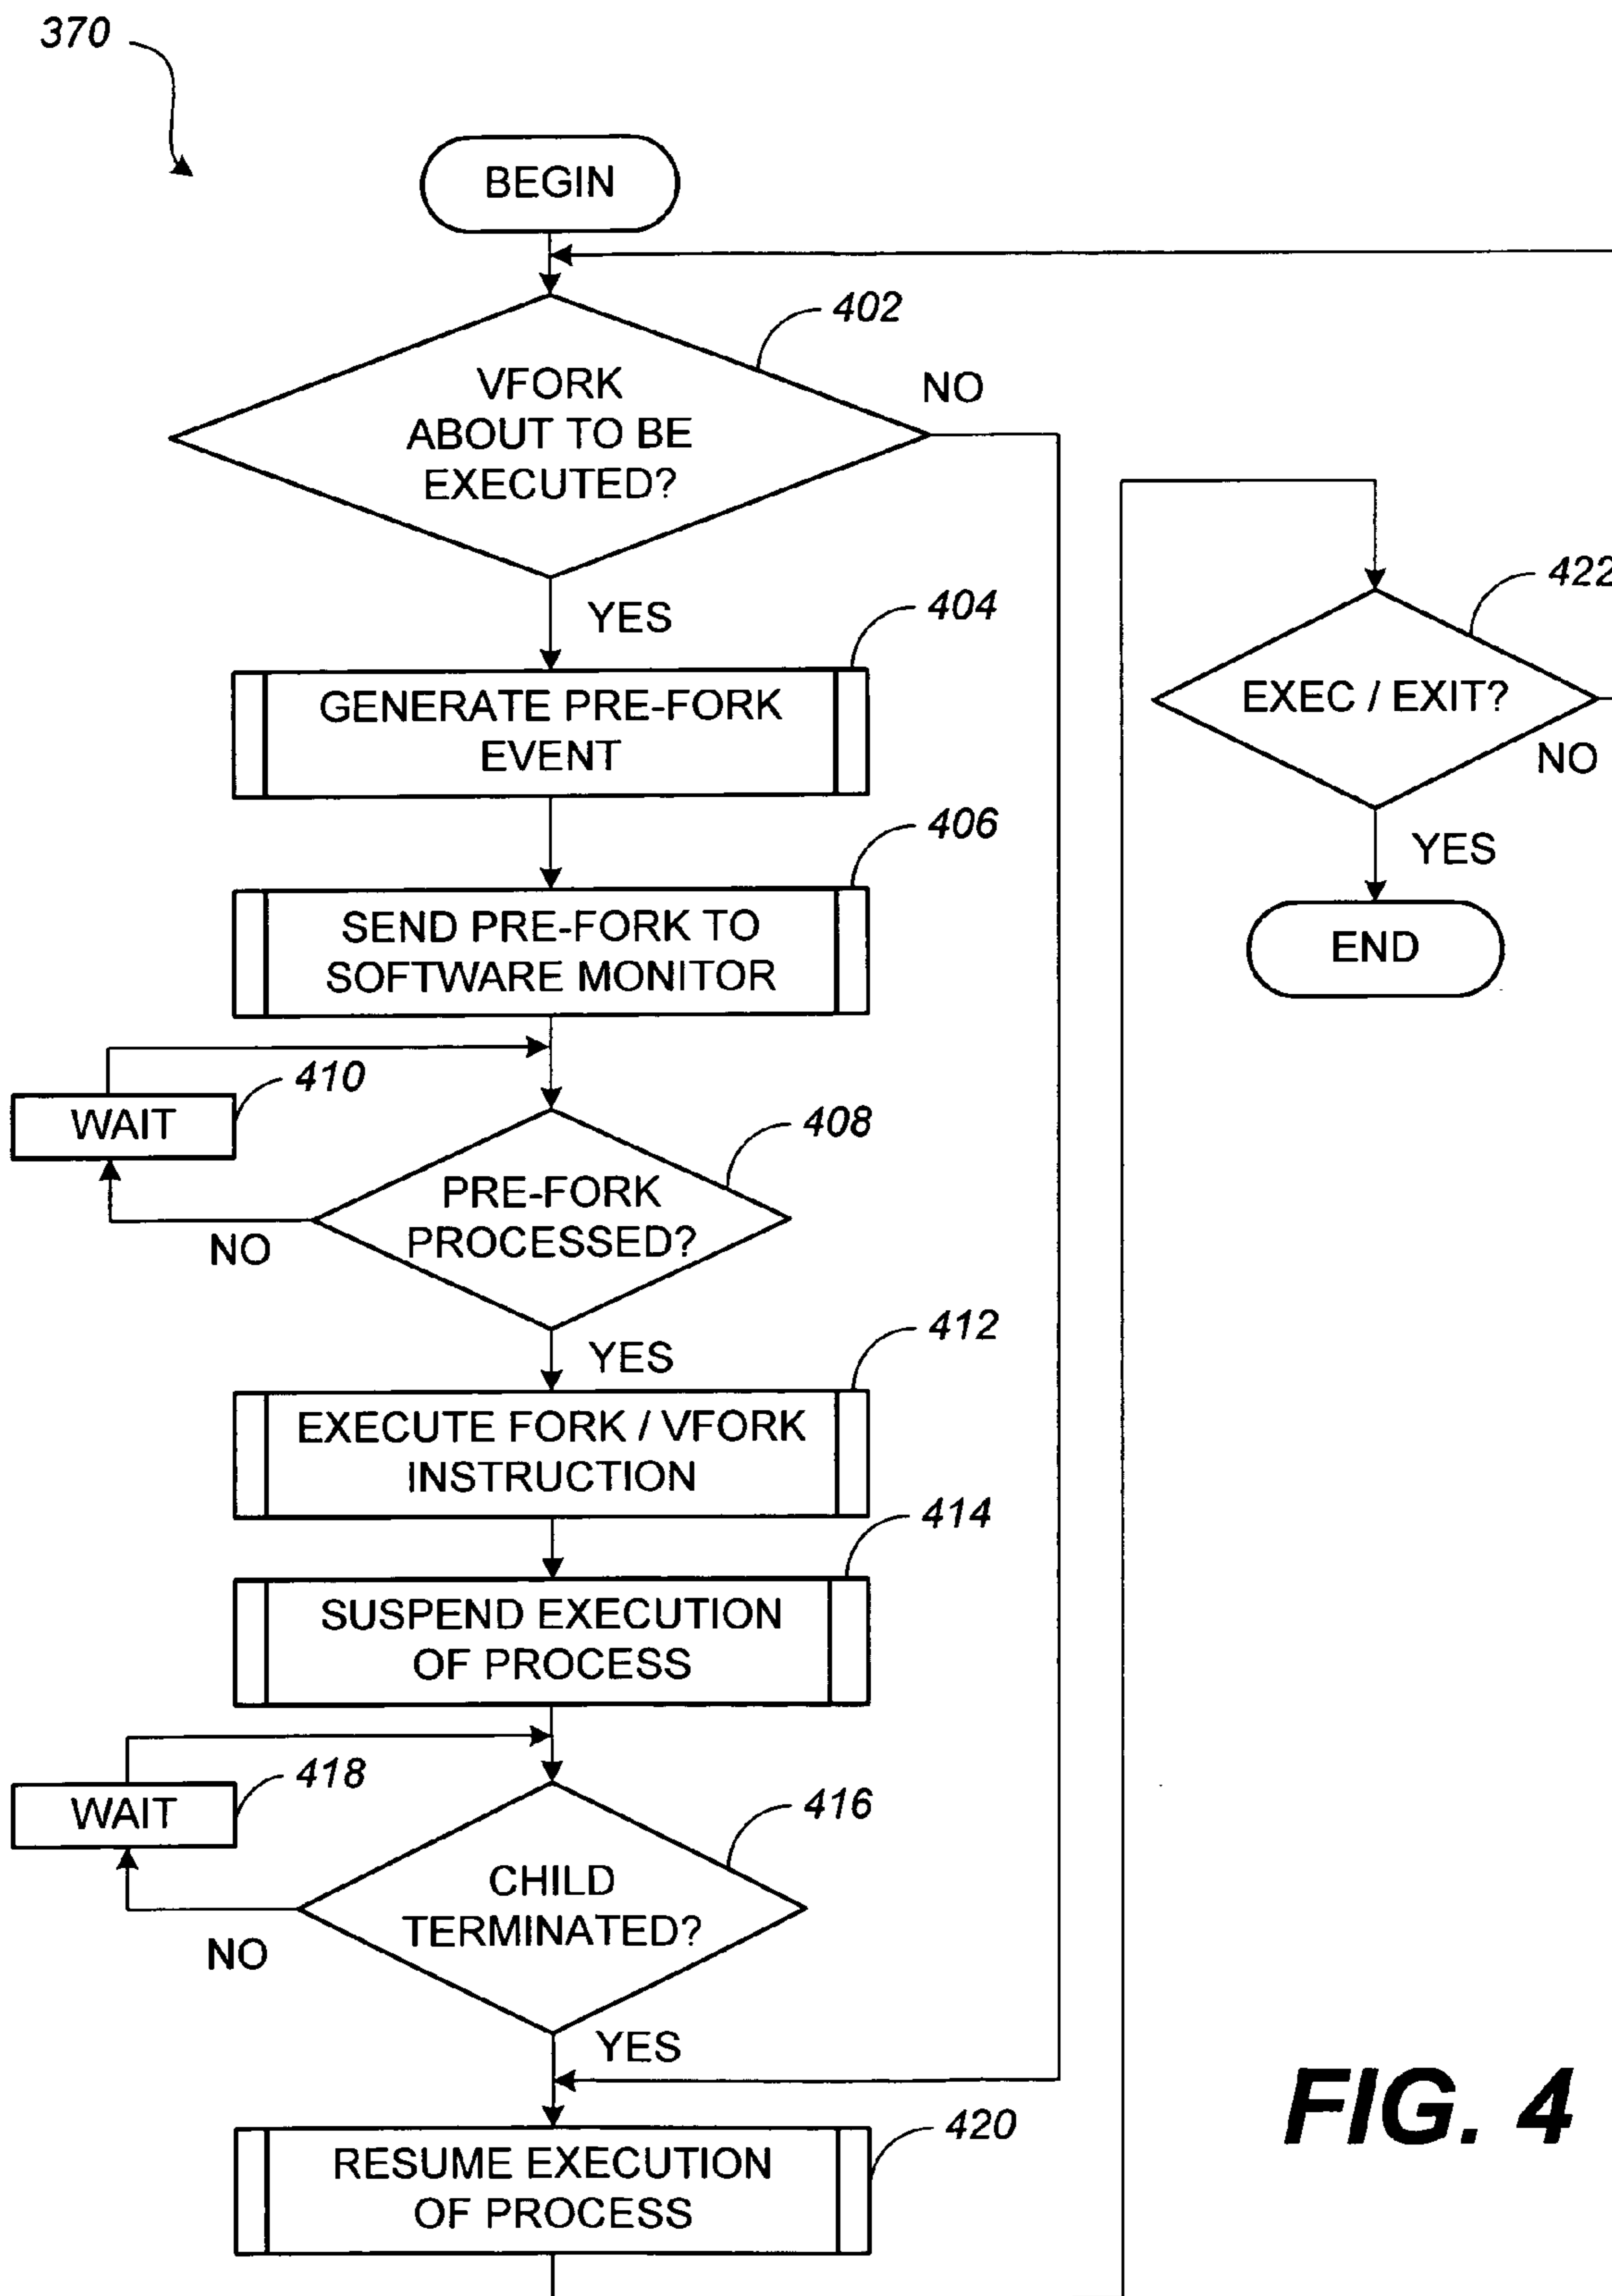 370
BEGIN
402
VFORK
ABOUT TO BE
EXECUTED?
NO
YES
404
GENERATE PRE-FORK
EVENT
406
SEND PRE-FORK TO
SOFTWARE MONITOR
410
WAIT
408
PRE-FORK
PROCESSED?
NO
YES
412
EXECUTE FORK / VFORK
INSTRUCTION
414
SUSPEND EXECUTION
OF PROCESS
418
WAIT
416
CHILD
TERMINATED?
NO
YES
420
RESUME EXECUTION
OF PROCESS
422
EXEC / EXIT?
NO
YES
END
FIG. 4